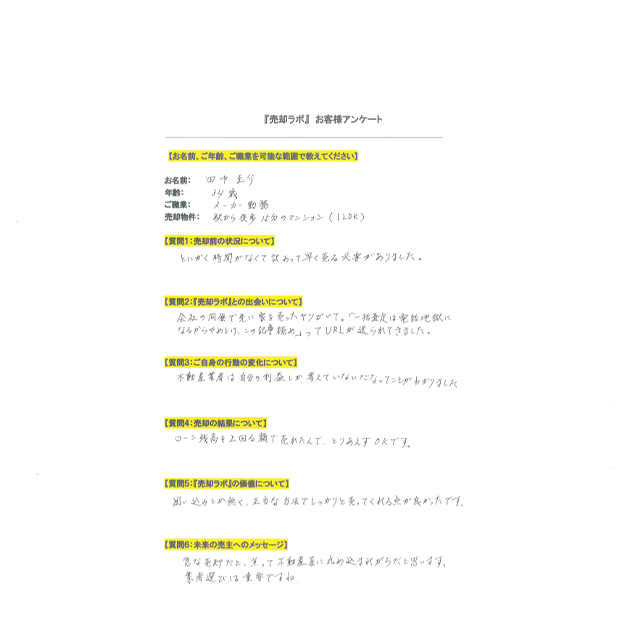 『売却ラボ』 お客様アンケート
【お名前、ご年齢、ご職業を可能な範囲で教えてください】
お名前： 田中 圭介
年齢： 34歳
ご職業： メーカー勤務
売却物件： 駅から徒歩15分のマンション（1LDK）
【質問1：売却前の状況について】
とにかく時間がなくて訳あって早く売る必要がありました。
【質問2：『売却ラボ』との出会いについて】
会社の同僚で先に家を売ったヤツがいて。「一括査定は電話地獄に
なるからやめとけ、この記事読め」ってURLが送られてきました。
【質問3：ご自身の行動の変化について】
不動産業者は自分の利益しか考えていないだなってことがわかりました
【質問4：売却の結果について】
ローン残高を上回る額で売れたんで、とりあえずOKです。
【質問5：『売却ラボ』の価値について】
囲い込みとか無く、正当な方法でしっかりと売ってくれる点が良かったです。
【質問6：未来の売主へのメッセージ】
急な売却だと、焦って不動産屋に丸め込まれがちだと思います。
業者選びは重要ですね